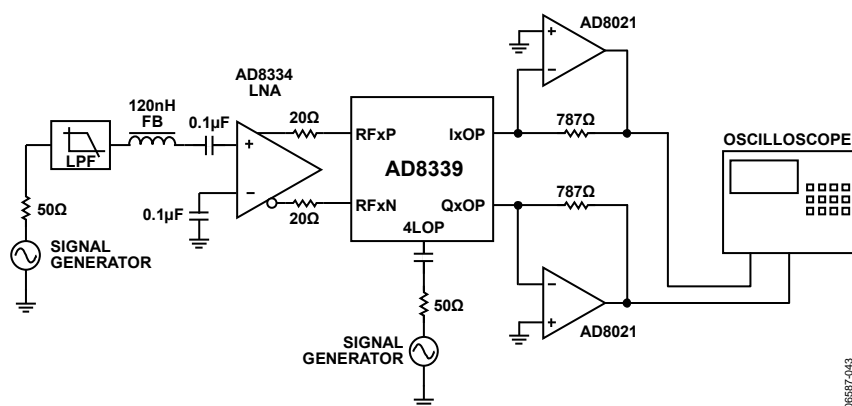 AD8021
AD8334
LNA
120nH
FB
0.1µF
20Ω
787Ω
OSCILLOSCOPE
LPF
+
–
RFxP
IxOP
AD8339
50Ω
0.1µF
20Ω
RFxN
QxOP
787Ω
4LOP
SIGNAL
GENERATOR
50Ω
–
+
AD8021
SIGNAL
GENERATOR
+
–
06587-043